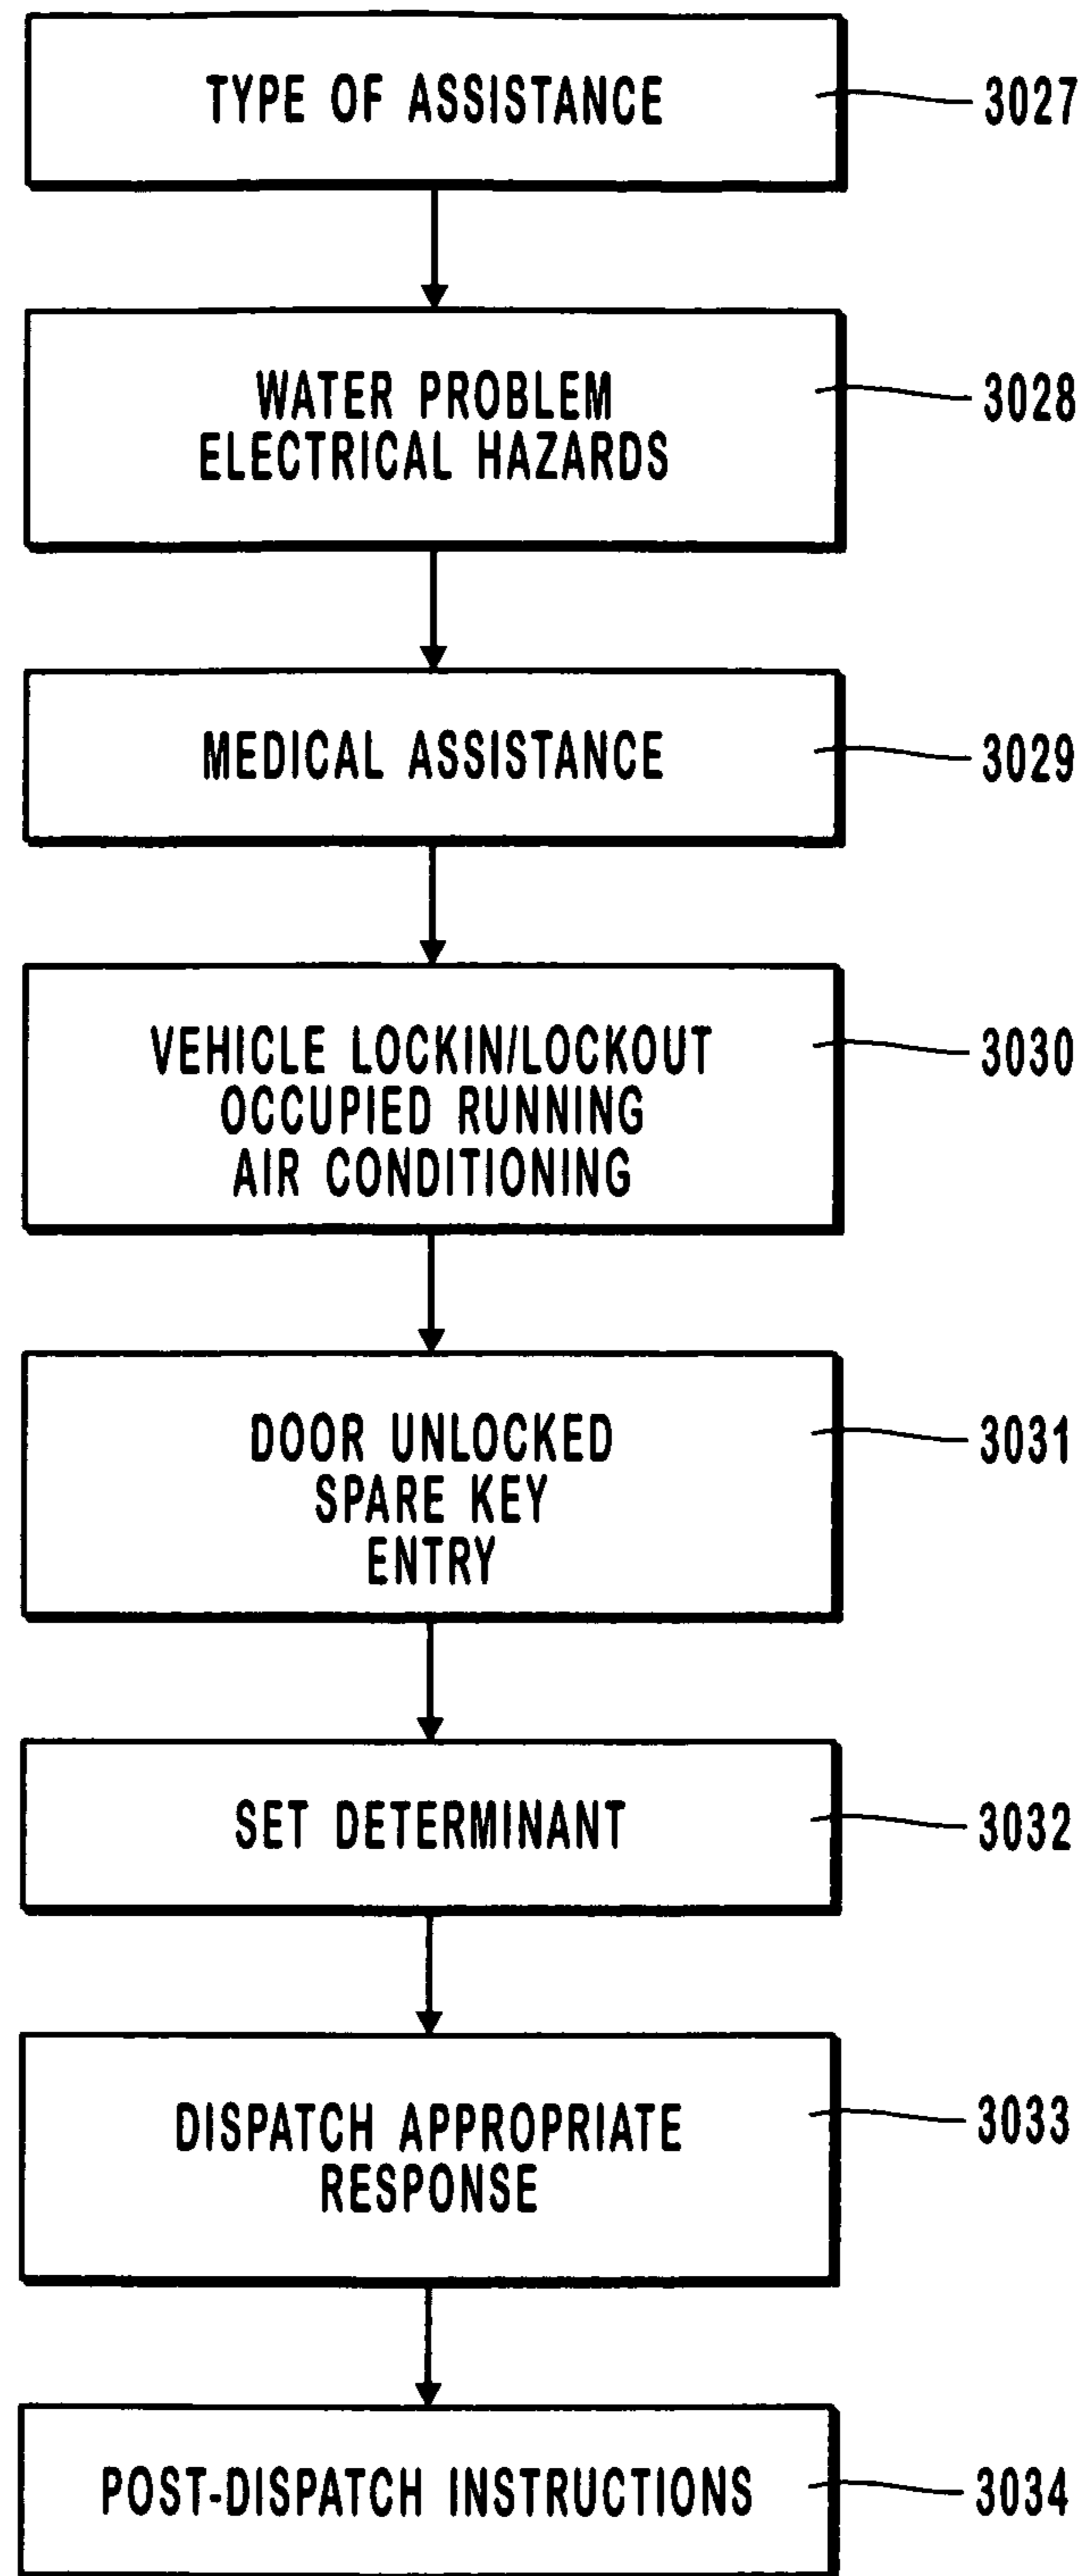 TYPE OF ASSISTANCE
3027
WATER PROBLEM
ELECTRICAL HAZARDS
3028
MEDICAL ASSISTANCE
3029
VEHICLE LOCKIN/LOCKOUT
OCCUPIED RUNNING
AIR CONDITIONING
3030
DOOR UNLOCKED
SPARE KEY
ENTRY
3031
SET DETERMINANT
3032
DISPATCH APPROPRIATE
RESPONSE
3033
POST-DISPATCH INSTRUCTIONS
3034